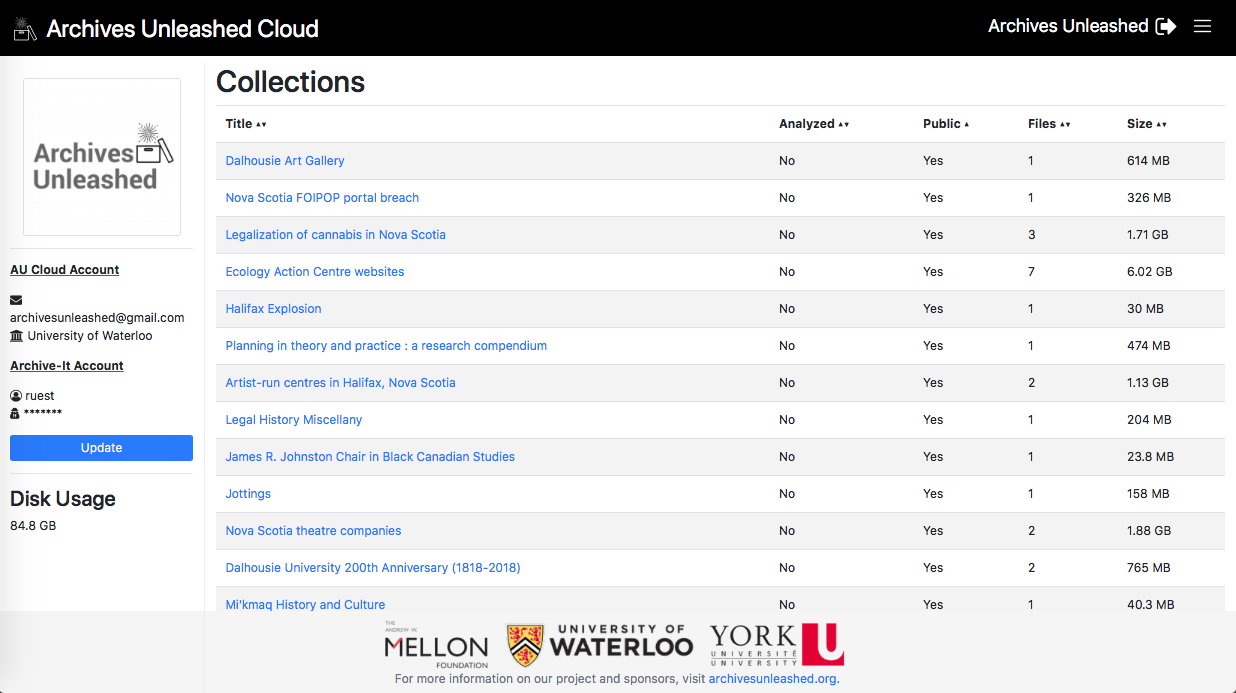 Archives Unleashed Cloud
Archives Unleashed
Archives
Unleashed
AU Cloud Account
archivesunleashed@gmail.com
University of Waterloo
Archive-It Account
ruest
*******
Update
Disk Usage
84.8 GB
Collections
Title ▲▼ Analyzed ▲▼ Public ▲ Files ▲▼ Size ▲▼
Dalhousie Art Gallery No Yes 1 614 MB
Nova Scotia FOIPOP portal breach No Yes 1 326 MB
Legalization of cannabis in Nova Scotia No Yes 3 1.71 GB
Ecology Action Centre websites No Yes 7 6.02 GB
Halifax Explosion No Yes 1 30 MB
Planning in theory and practice : a research compendium No Yes 1 474 MB
Artist-run centres in Halifax, Nova Scotia No Yes 2 1.13 GB
Legal History Miscellany No Yes 1 204 MB
James R. Johnston Chair in Black Canadian Studies No Yes 1 23.8 MB
Jottings No Yes 1 158 MB
Nova Scotia theatre companies No Yes 2 1.88 GB
Dalhousie University 200th Anniversary (1818-2018) No Yes 2 765 MB
Mi'kmaq History and Culture No Yes 1 40.3 MB
THE
ANDREW W.
MELLON
FOUNDATION
UNIVERSITY OF
WATERLOO
YORK U
UNIVERSITÉ
UNIVERSITY
For more information on our project and sponsors, visit archivesunleashed.org.